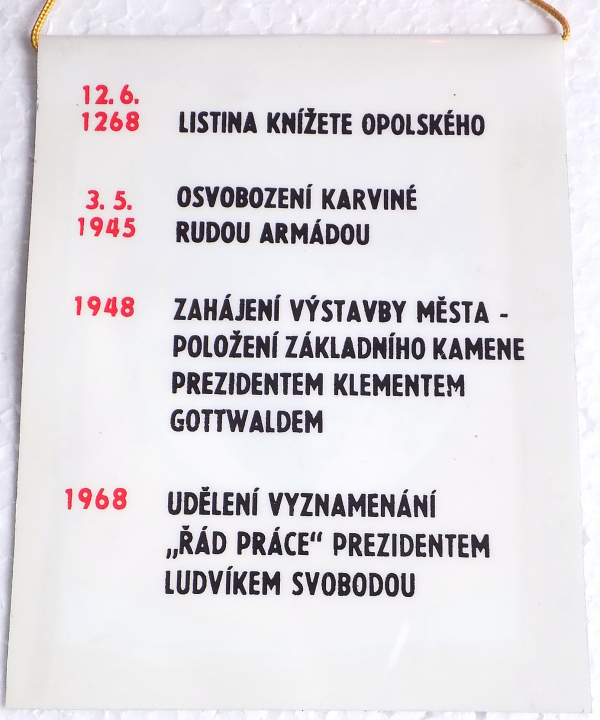 12. 6.
1268 LISTINA KNÍŽETE OPOLSKÉHO
3. 5. OSVOBOZENÍ KARVINÉ
1945 RUDOU ARMÁDOU
1948 ZAHÁJENÍ VÝSTAVBY MĚSTA -
POLOŽENÍ ZÁKLADNÍHO KAMENE
PREZIDENTEM KLEMENTEM
GOTTWALDEM
1968 UDĚLENÍ VYZNAMENÁNÍ
„ŘÁD PRÁCE“ PREZIDENTEM
LUDVÍKEM SVOBODOU